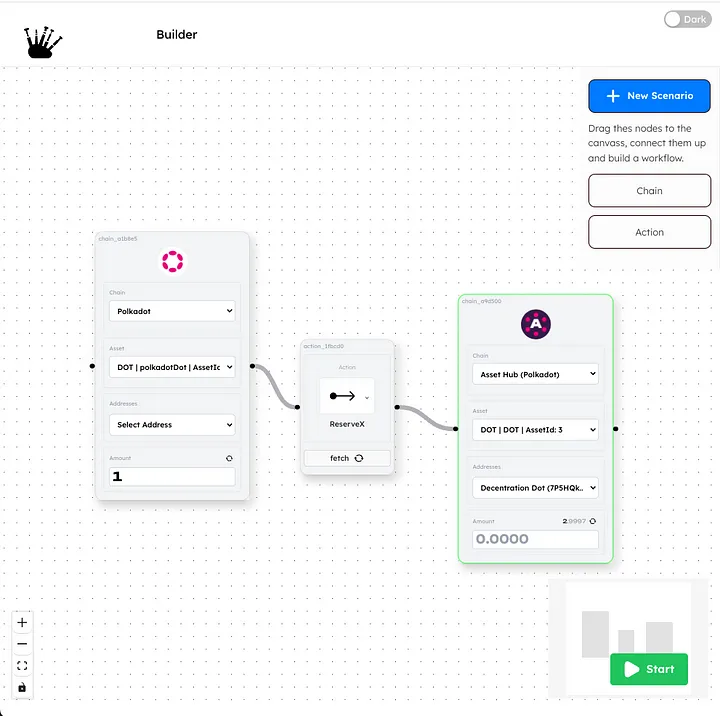 Builder
Dark
New Scenario
Drag thes nodes to the
canvass, connect them up
and build a workflow.
Chain
Action
chain_a1b8e5
Chain
Polkadot
Asset
DOT | polkadotDot | AssetIc
Addresses
Select Address
Amount
1
Action
ReserveX
fetch
chain_a9d500
A
Chain
Asset Hub (Polkadot)
Asset
DOT | DOT | AssetId: 3
Addresses
Decentration Dot (7P5HQk..
Amount
2.9997
0.0000
Start